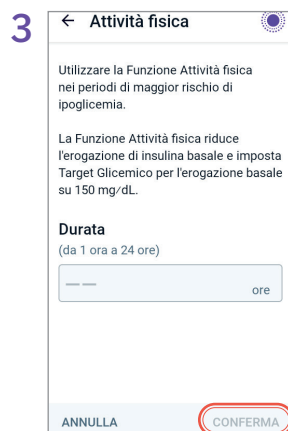 3
← Attività fisica
Utilizzare la Funzione Attività fisica
nei periodi di maggior rischio di
ipoglicemia.
La Funzione Attività fisica riduce
l'erogazione di insulina basale e imposta
Target Glicemico per l'erogazione basale
su 150 mg/dL.
Durata
(da 1 ora a 24 ore)
–– ore
ANNULLA CONFERMA